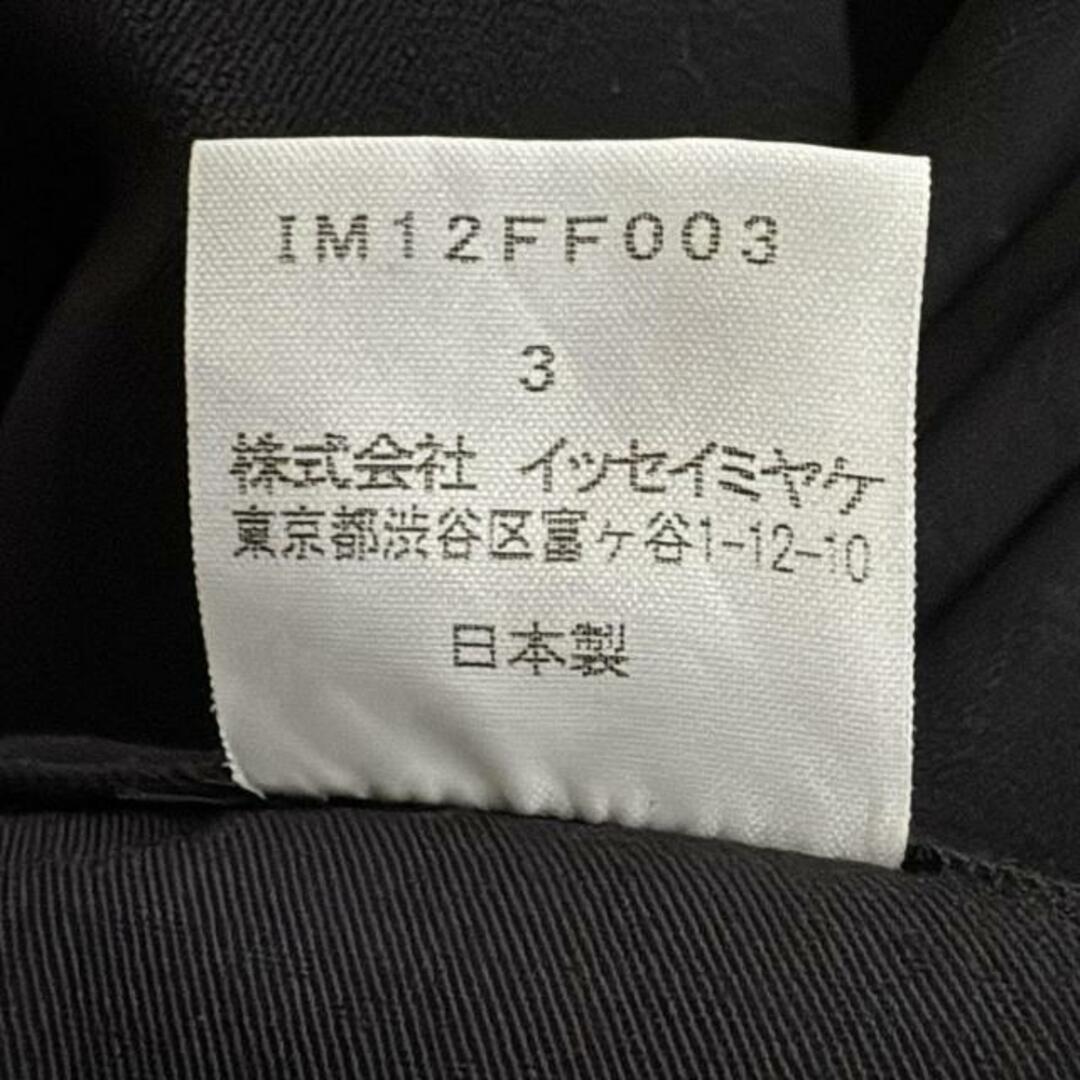 IM12FF003
3
株式会社 イッセイミヤケ
東京都渋谷区富ヶ谷1-12-10
日本製